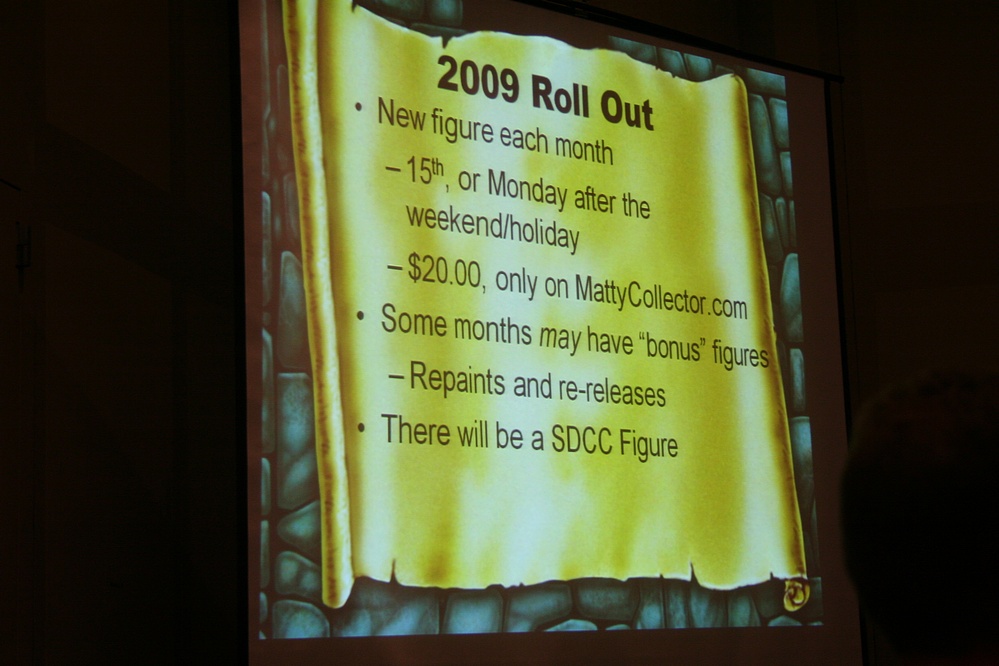 2009 Roll Out
• New figure each month
– 15th, or Monday after the
weekend/holiday
– $20.00, only on MattyCollector.com
• Some months may have “bonus” figures
– Repaints and re-releases
• There will be a SDCC Figure